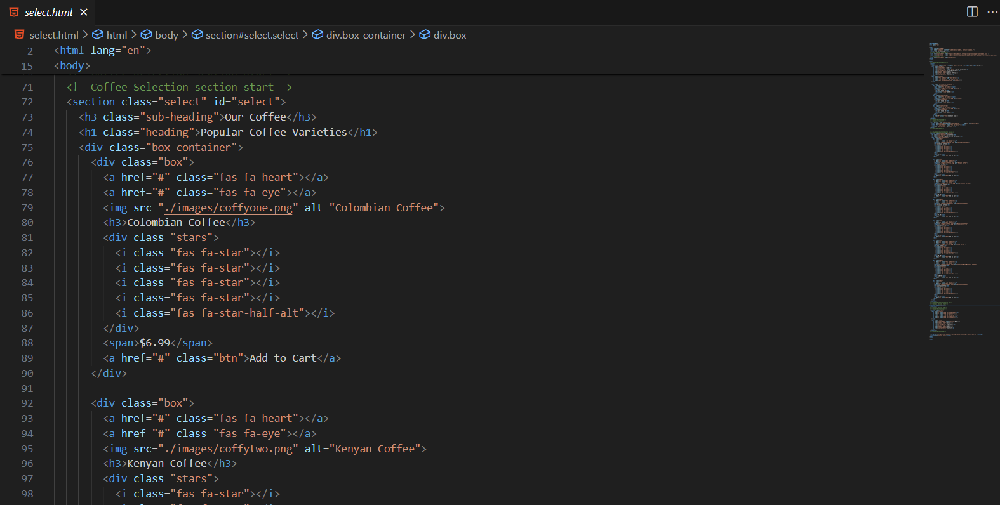 select.html
select.html > html > body > section#select.select > div.box-container > div.box
2 <html lang="en">
15 <body>
71 <!--Coffee Selection section start-->
72 <section class="select" id="select">
73 <h3 class="sub-heading">Our Coffee</h3>
74 <h1 class="heading">Popular Coffee Varieties</h1>
75 <div class="box-container">
76 <div class="box">
77 <a href="#" class="fas fa-heart"></a>
78 <a href="#" class="fas fa-eye"></a>
79 <img src="./images/coffyone.png" alt="Colombian Coffee">
80 <h3>Colombian Coffee</h3>
81 <div class="stars">
82 <i class="fas fa-star"></i>
83 <i class="fas fa-star"></i>
84 <i class="fas fa-star"></i>
85 <i class="fas fa-star"></i>
86 <i class="fas fa-star-half-alt"></i>
87 </div>
88 <span>$6.99</span>
89 <a href="#" class="btn">Add to Cart</a>
90 </div>
91
92 <div class="box">
93 <a href="#" class="fas fa-heart"></a>
94 <a href="#" class="fas fa-eye"></a>
95 <img src="./images/coffytwo.png" alt="Kenyan Coffee">
96 <h3>Kenyan Coffee</h3>
97 <div class="stars">
98 <i class="fas fa-star"></i>